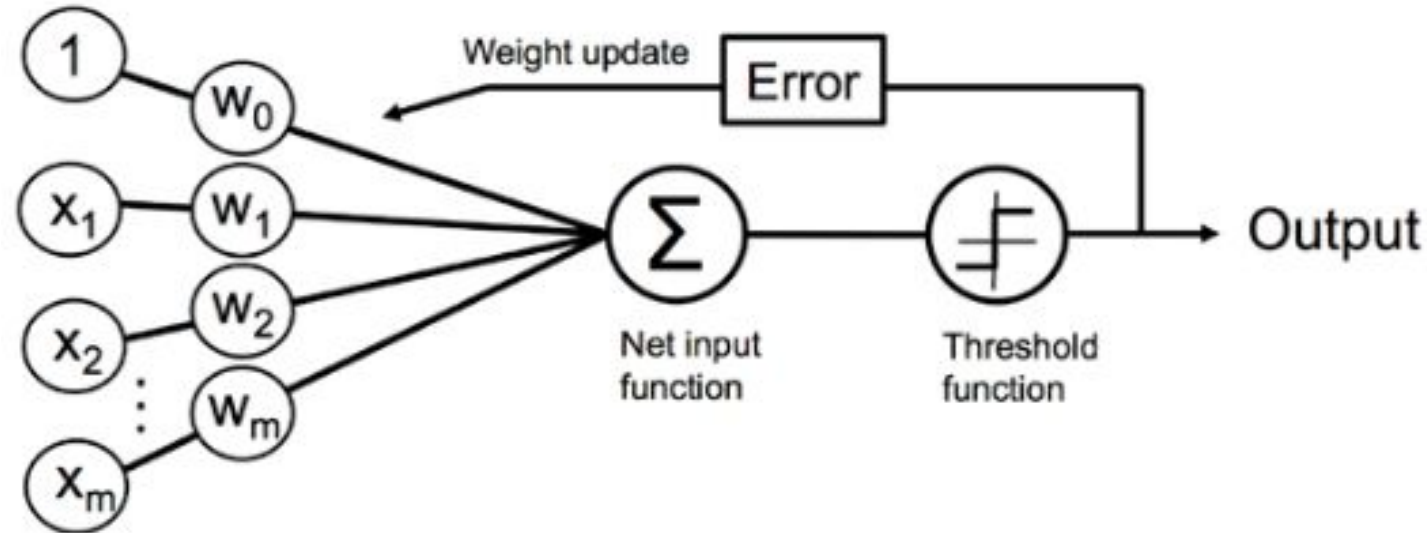 1
w₀
Weight update
Error
x₁
w₁
Σ
Output
x₂
w₂
Net input
function
Threshold
function
⋮
wₘ
xₘ